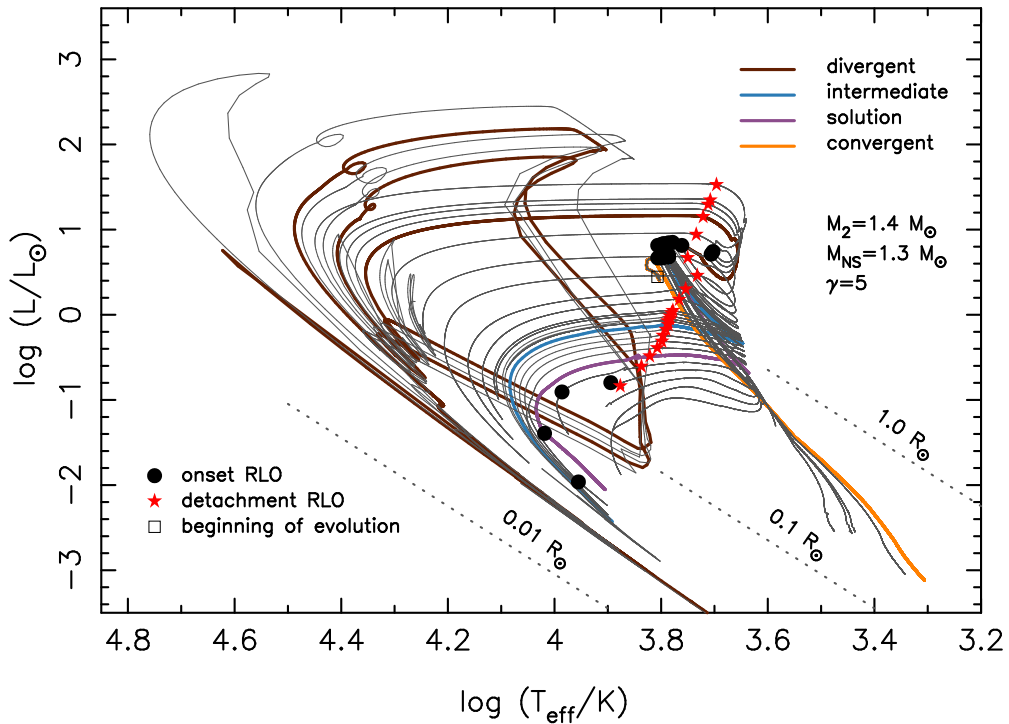 divergent
intermediate
solution
convergent
M₂=1.4 M☉
M_NS=1.3 M☉
γ=5
onset RLO
detachment RLO
beginning of evolution
1.0 R☉
0.1 R☉
0.01 R☉
log (L/L☉)
3
2
1
0
−1
−2
−3
4.8
4.6
4.4
4.2
4
3.8
3.6
3.4
3.2
log (T_eff/K)